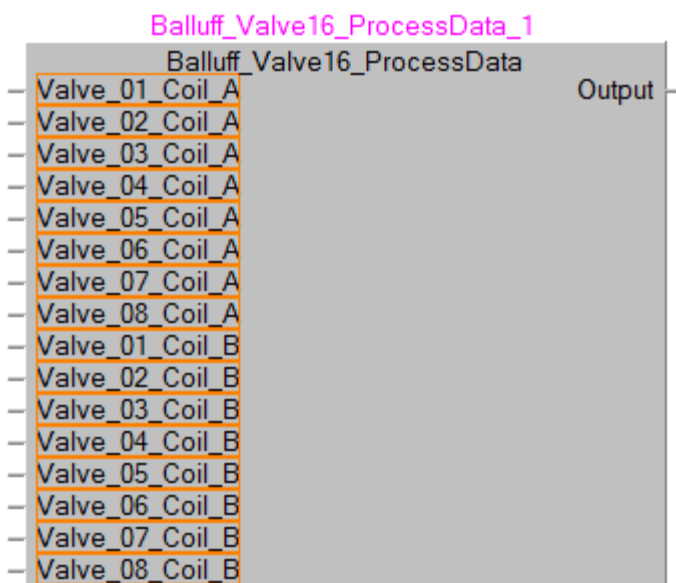 Balluff_Valve16_ProcessData_1
Balluff_Valve16_ProcessData
Valve_01_Coil_A Output
Valve_02_Coil_A
Valve_03_Coil_A
Valve_04_Coil_A
Valve_05_Coil_A
Valve_06_Coil_A
Valve_07_Coil_A
Valve_08_Coil_A
Valve_01_Coil_B
Valve_02_Coil_B
Valve_03_Coil_B
Valve_04_Coil_B
Valve_05_Coil_B
Valve_06_Coil_B
Valve_07_Coil_B
Valve_08_Coil_B